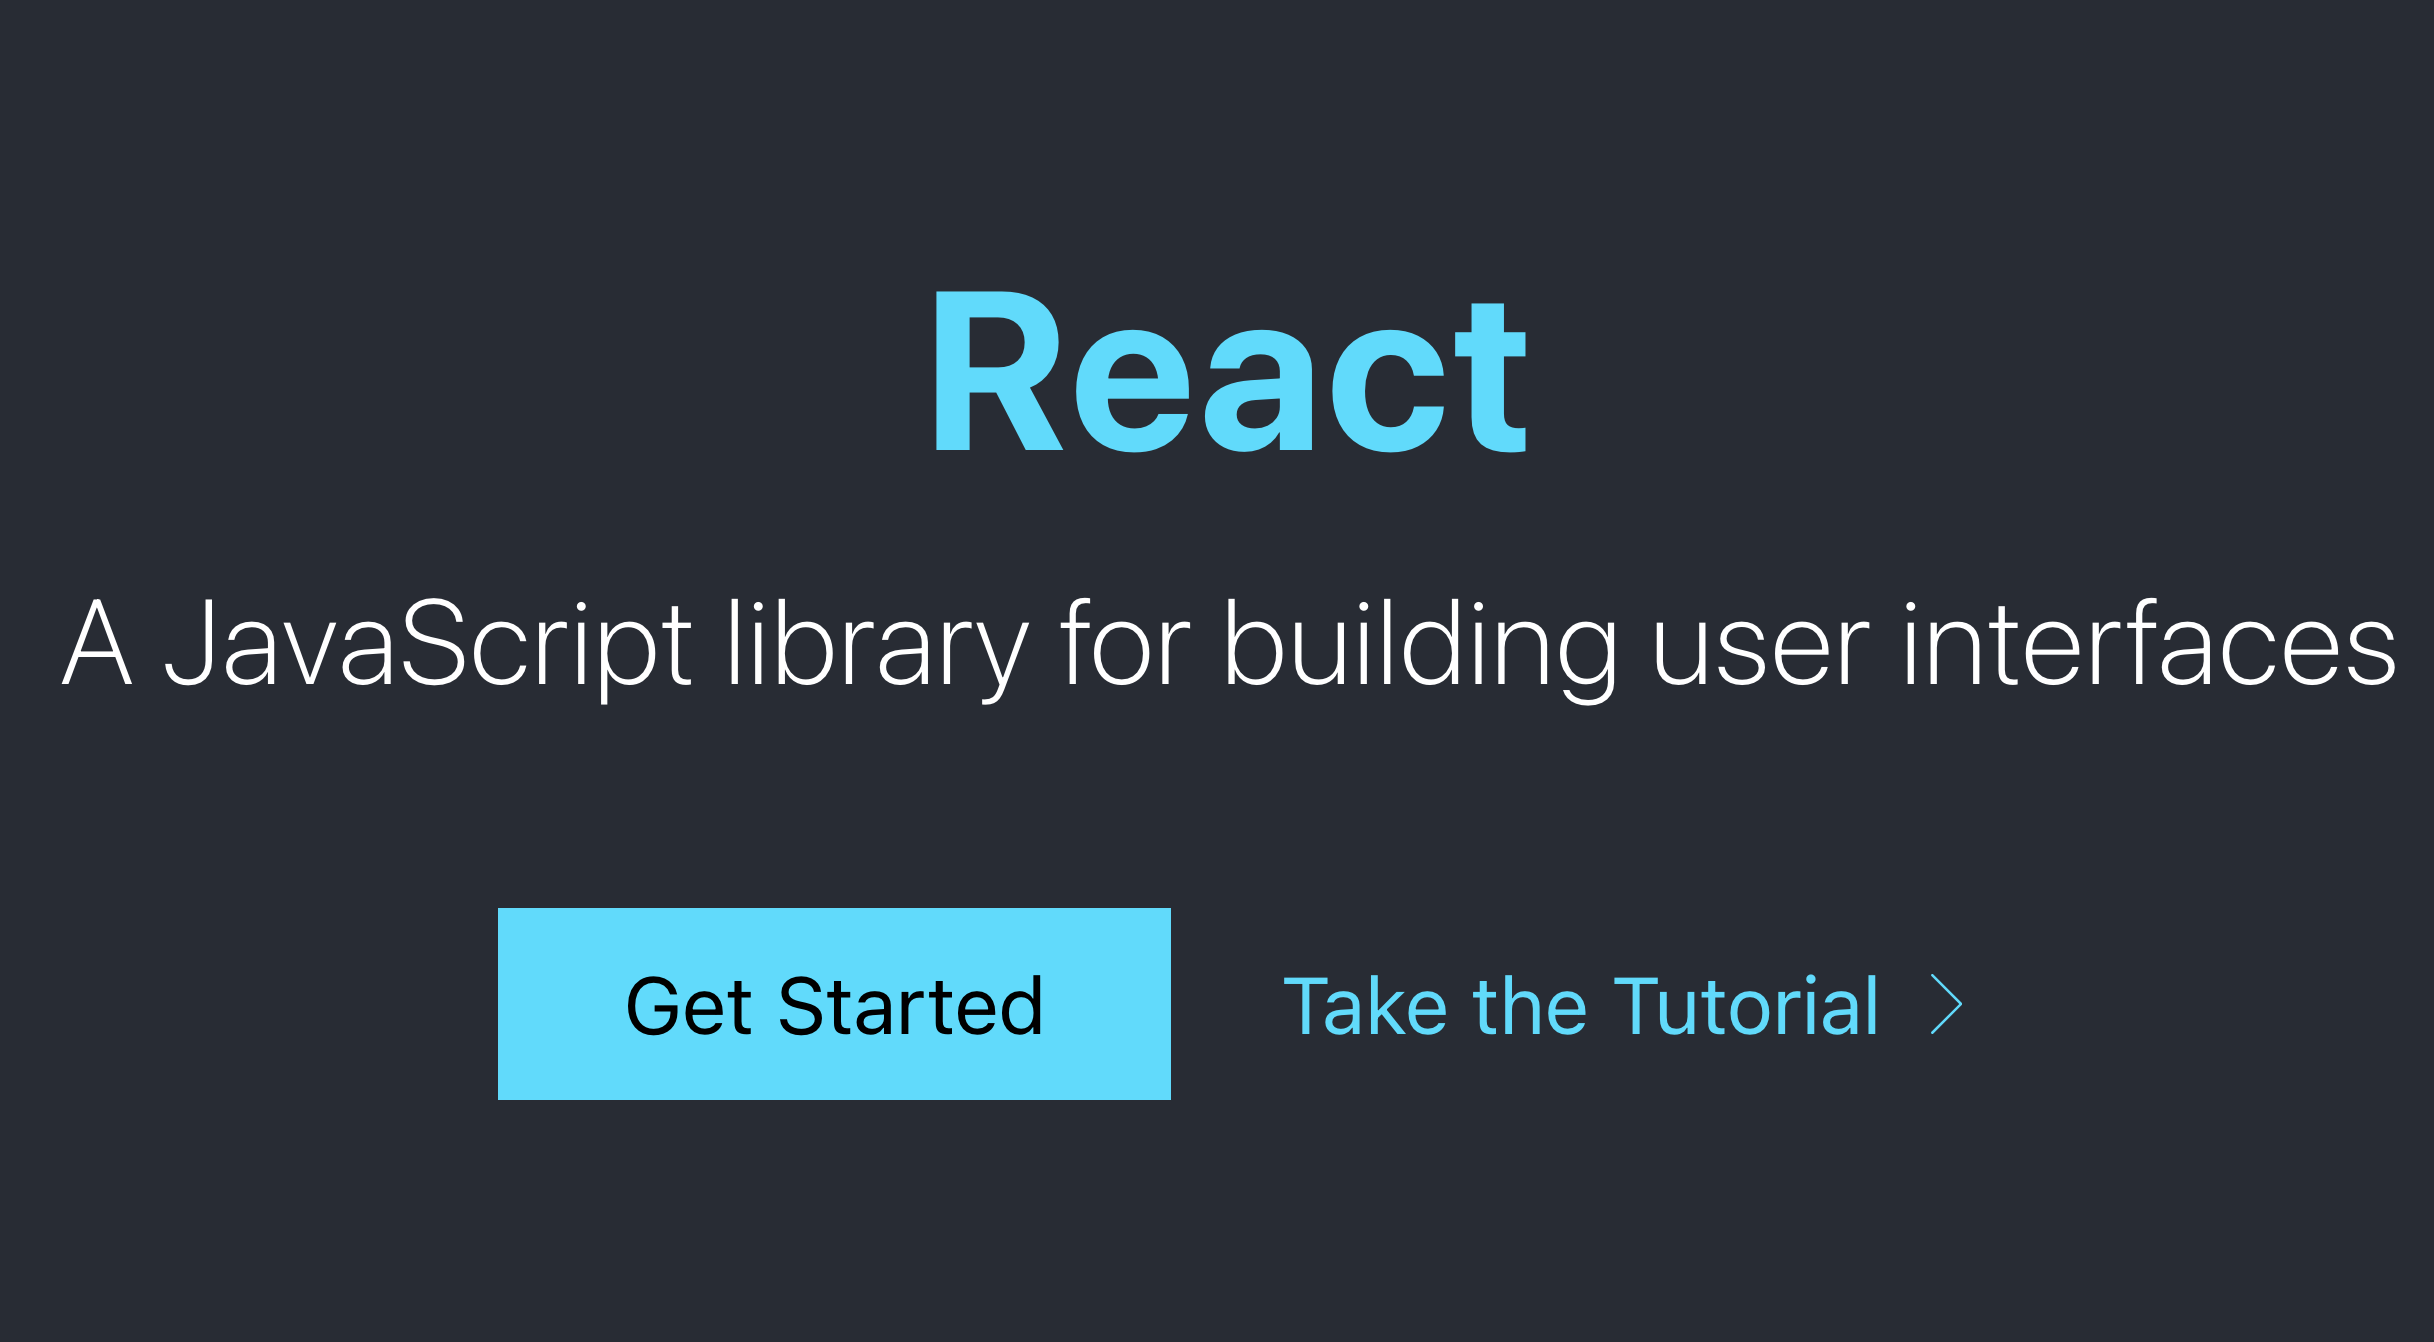 React
A JavaScript library for building user interfaces
Get Started
Take the Tutorial